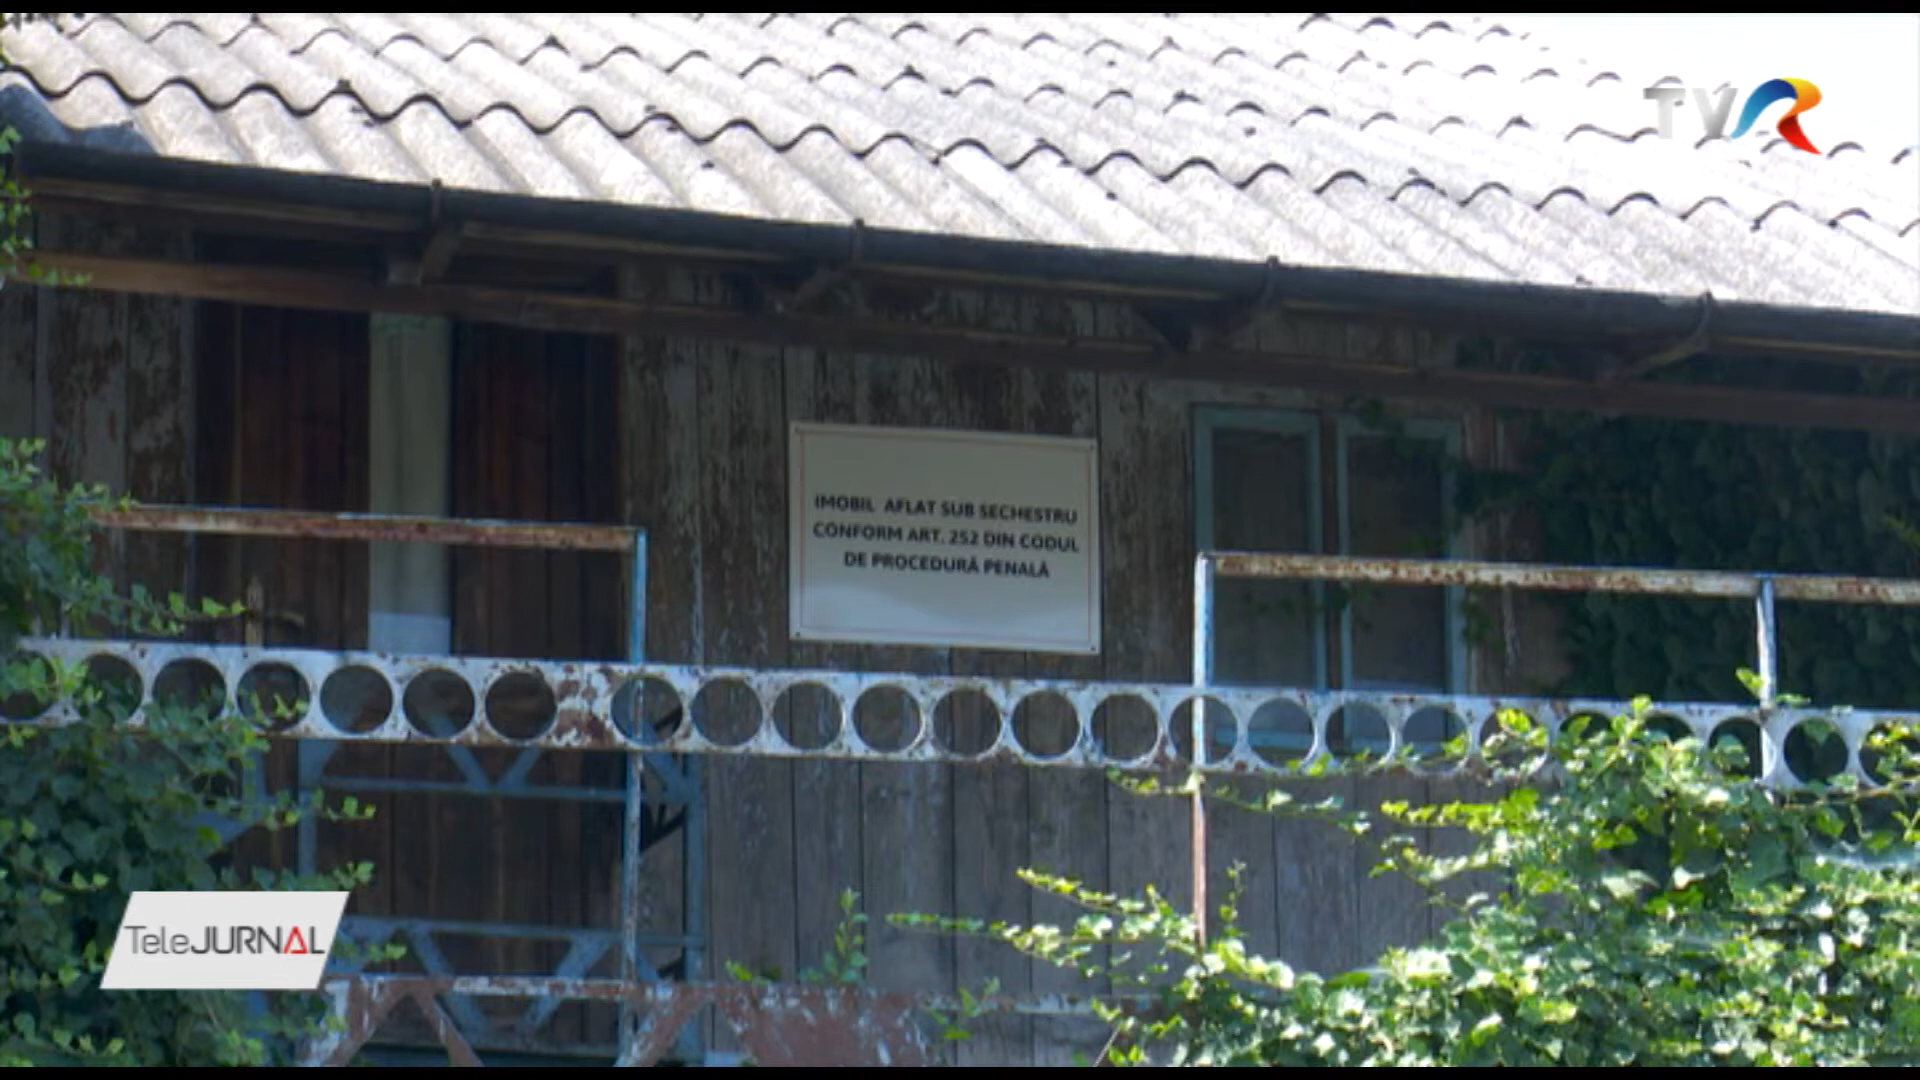 TVR
IMOBIL AFLAT SUB SECHESTRU
CONFORM ART. 252 DIN CODUL
DE PROCEDURĂ PENALĂ
TeleJURNAL